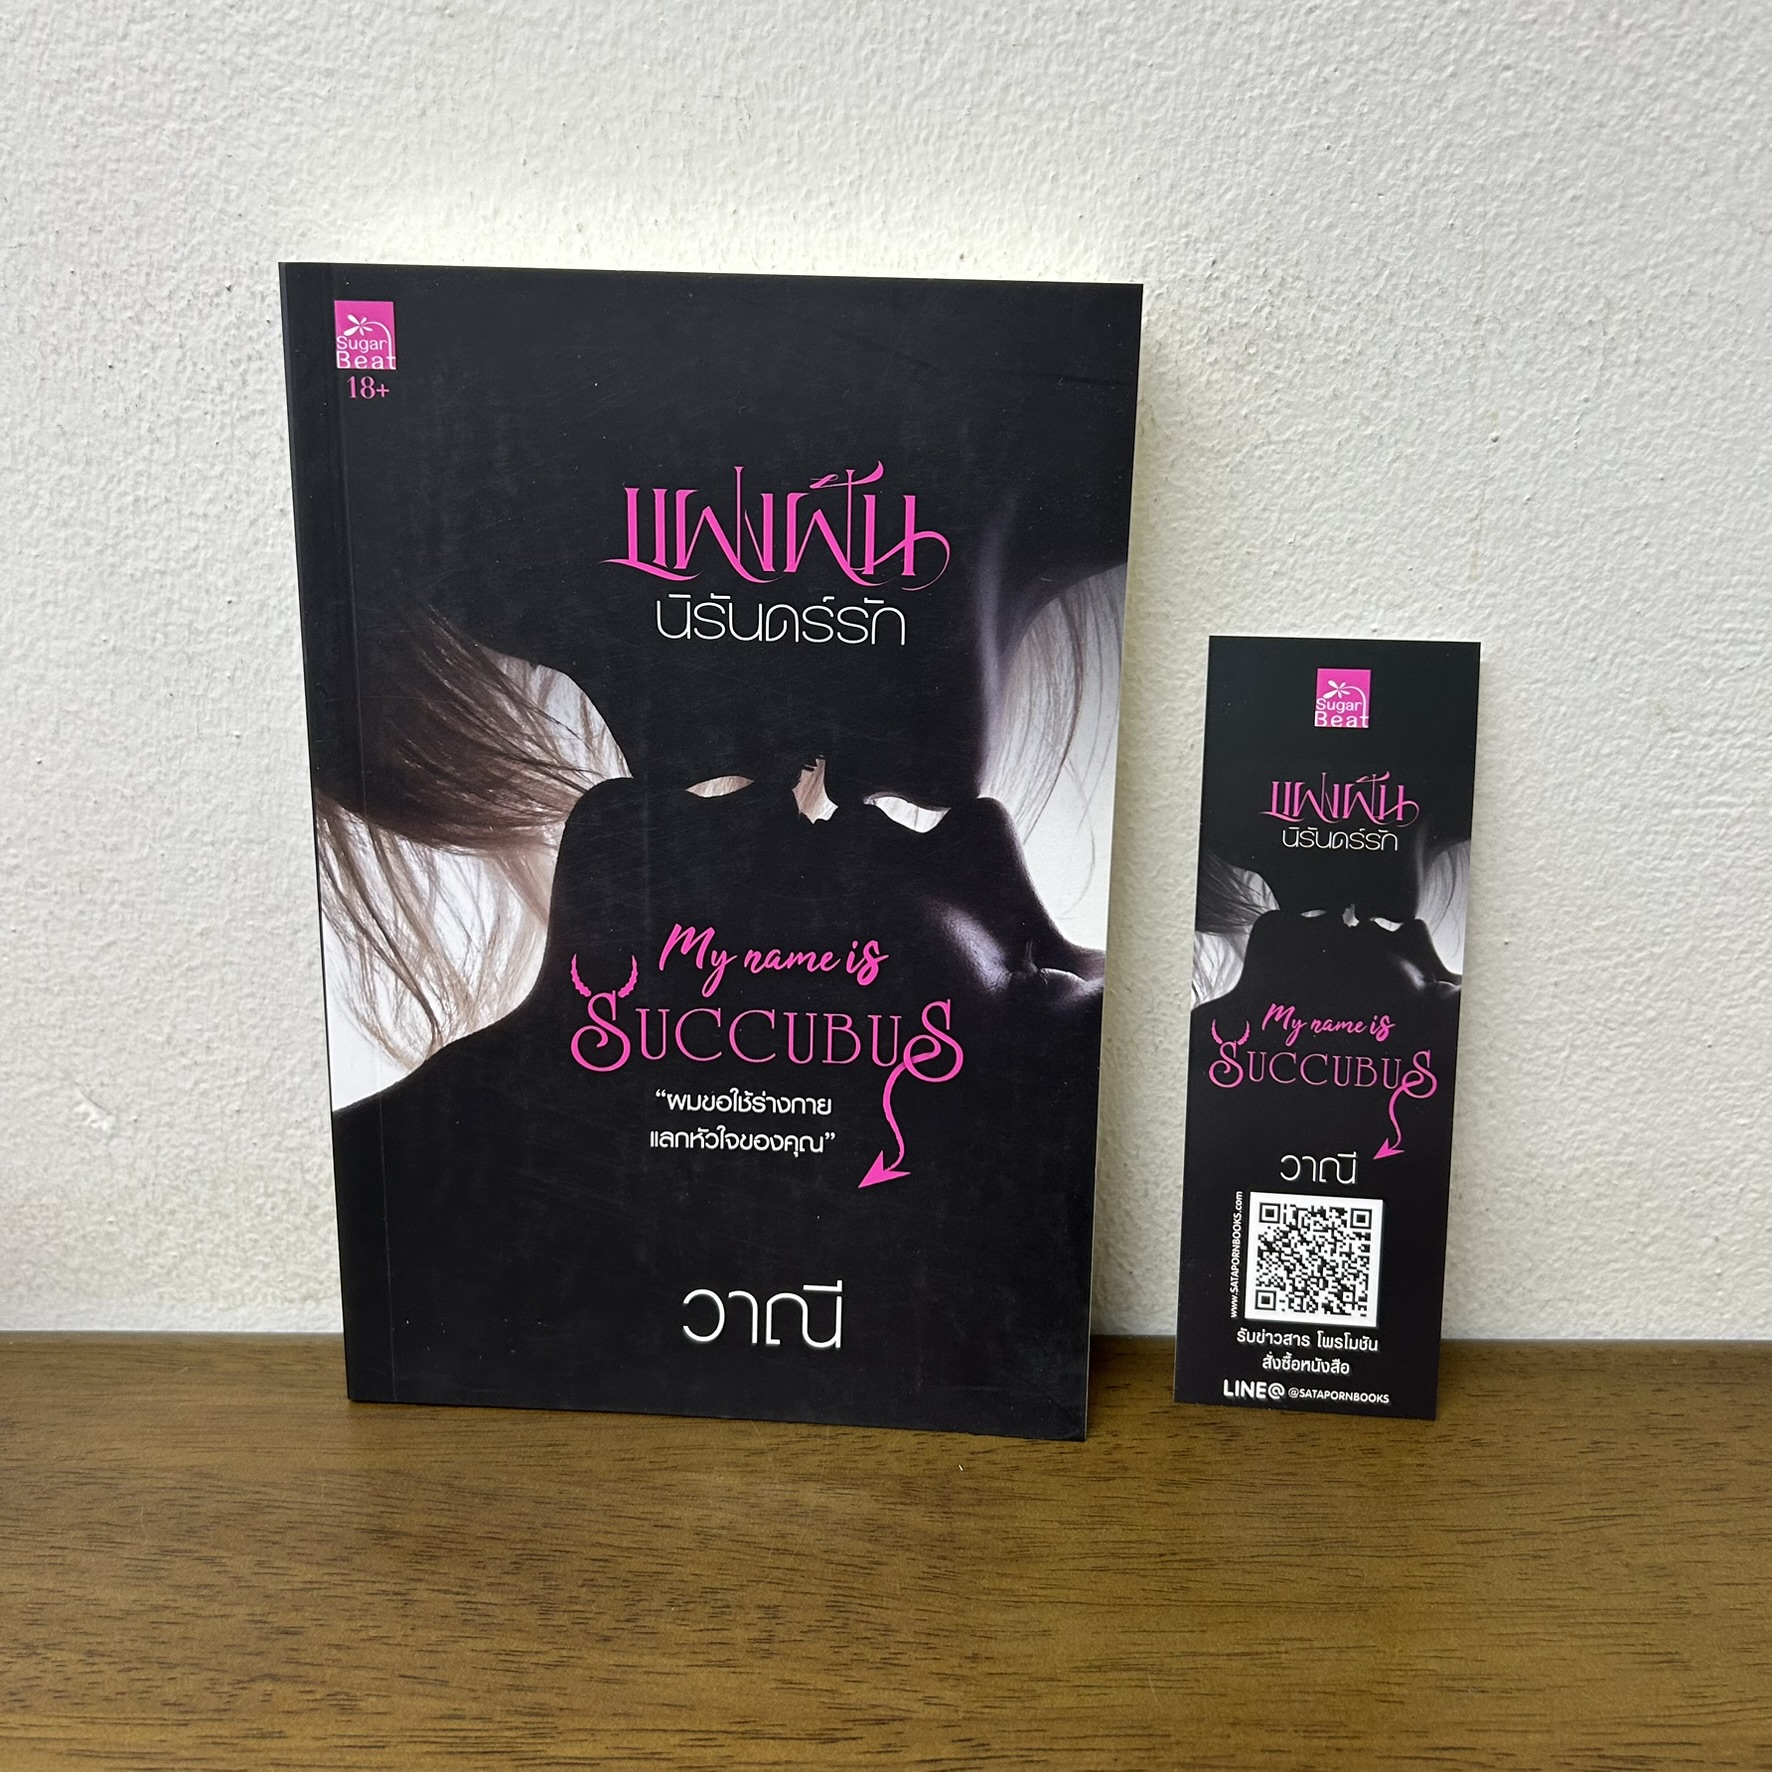 Sugar
Beat
18+
แฝงฝัน
นิรันดร์รัก
My name is
SUCCUBUS
“ผมขอใช้ร่างกาย
แลกหัวใจของคุณ”
วาณี
Sugar
Beat
แฝงฝัน
นิรันดร์รัก
My name is
SUCCUBUS
วาณี
www.SATAPORNBOOKS.com
รับข่าวสาร โพรโมชัน
สั่งซื้อหนังสือ
LINE@ @SATAPORNBOOKS